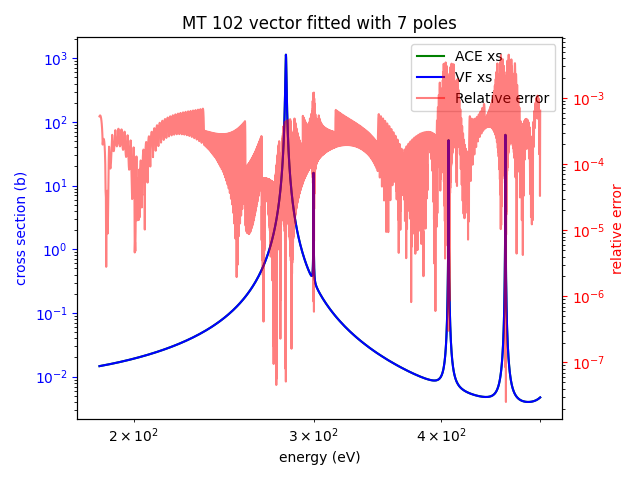 MT 102 vector fitted with 7 poles
ACE xs
VF xs
Relative error
cross section (b)
10³
10²
10¹
10⁰
10⁻¹
10⁻²
10⁻³
10⁻⁴
10⁻⁵
10⁻⁶
10⁻⁷
relative error
2 × 10² 3 × 10² 4 × 10²
energy (eV)